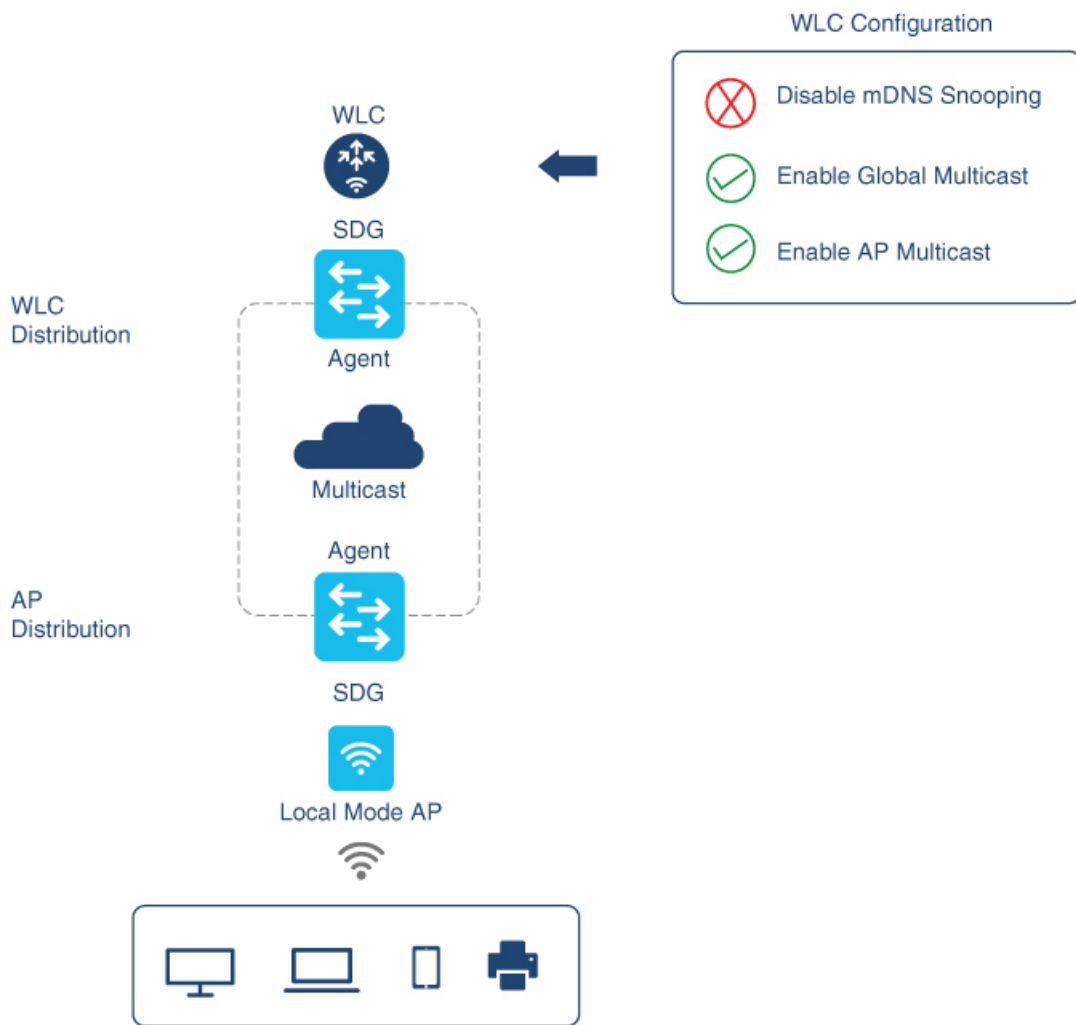 WLC Configuration
Disable mDNS Snooping
Enable Global Multicast
Enable AP Multicast
WLC
SDG
WLC
Distribution
Agent
Multicast
Agent
AP
Distribution
SDG
Local Mode AP